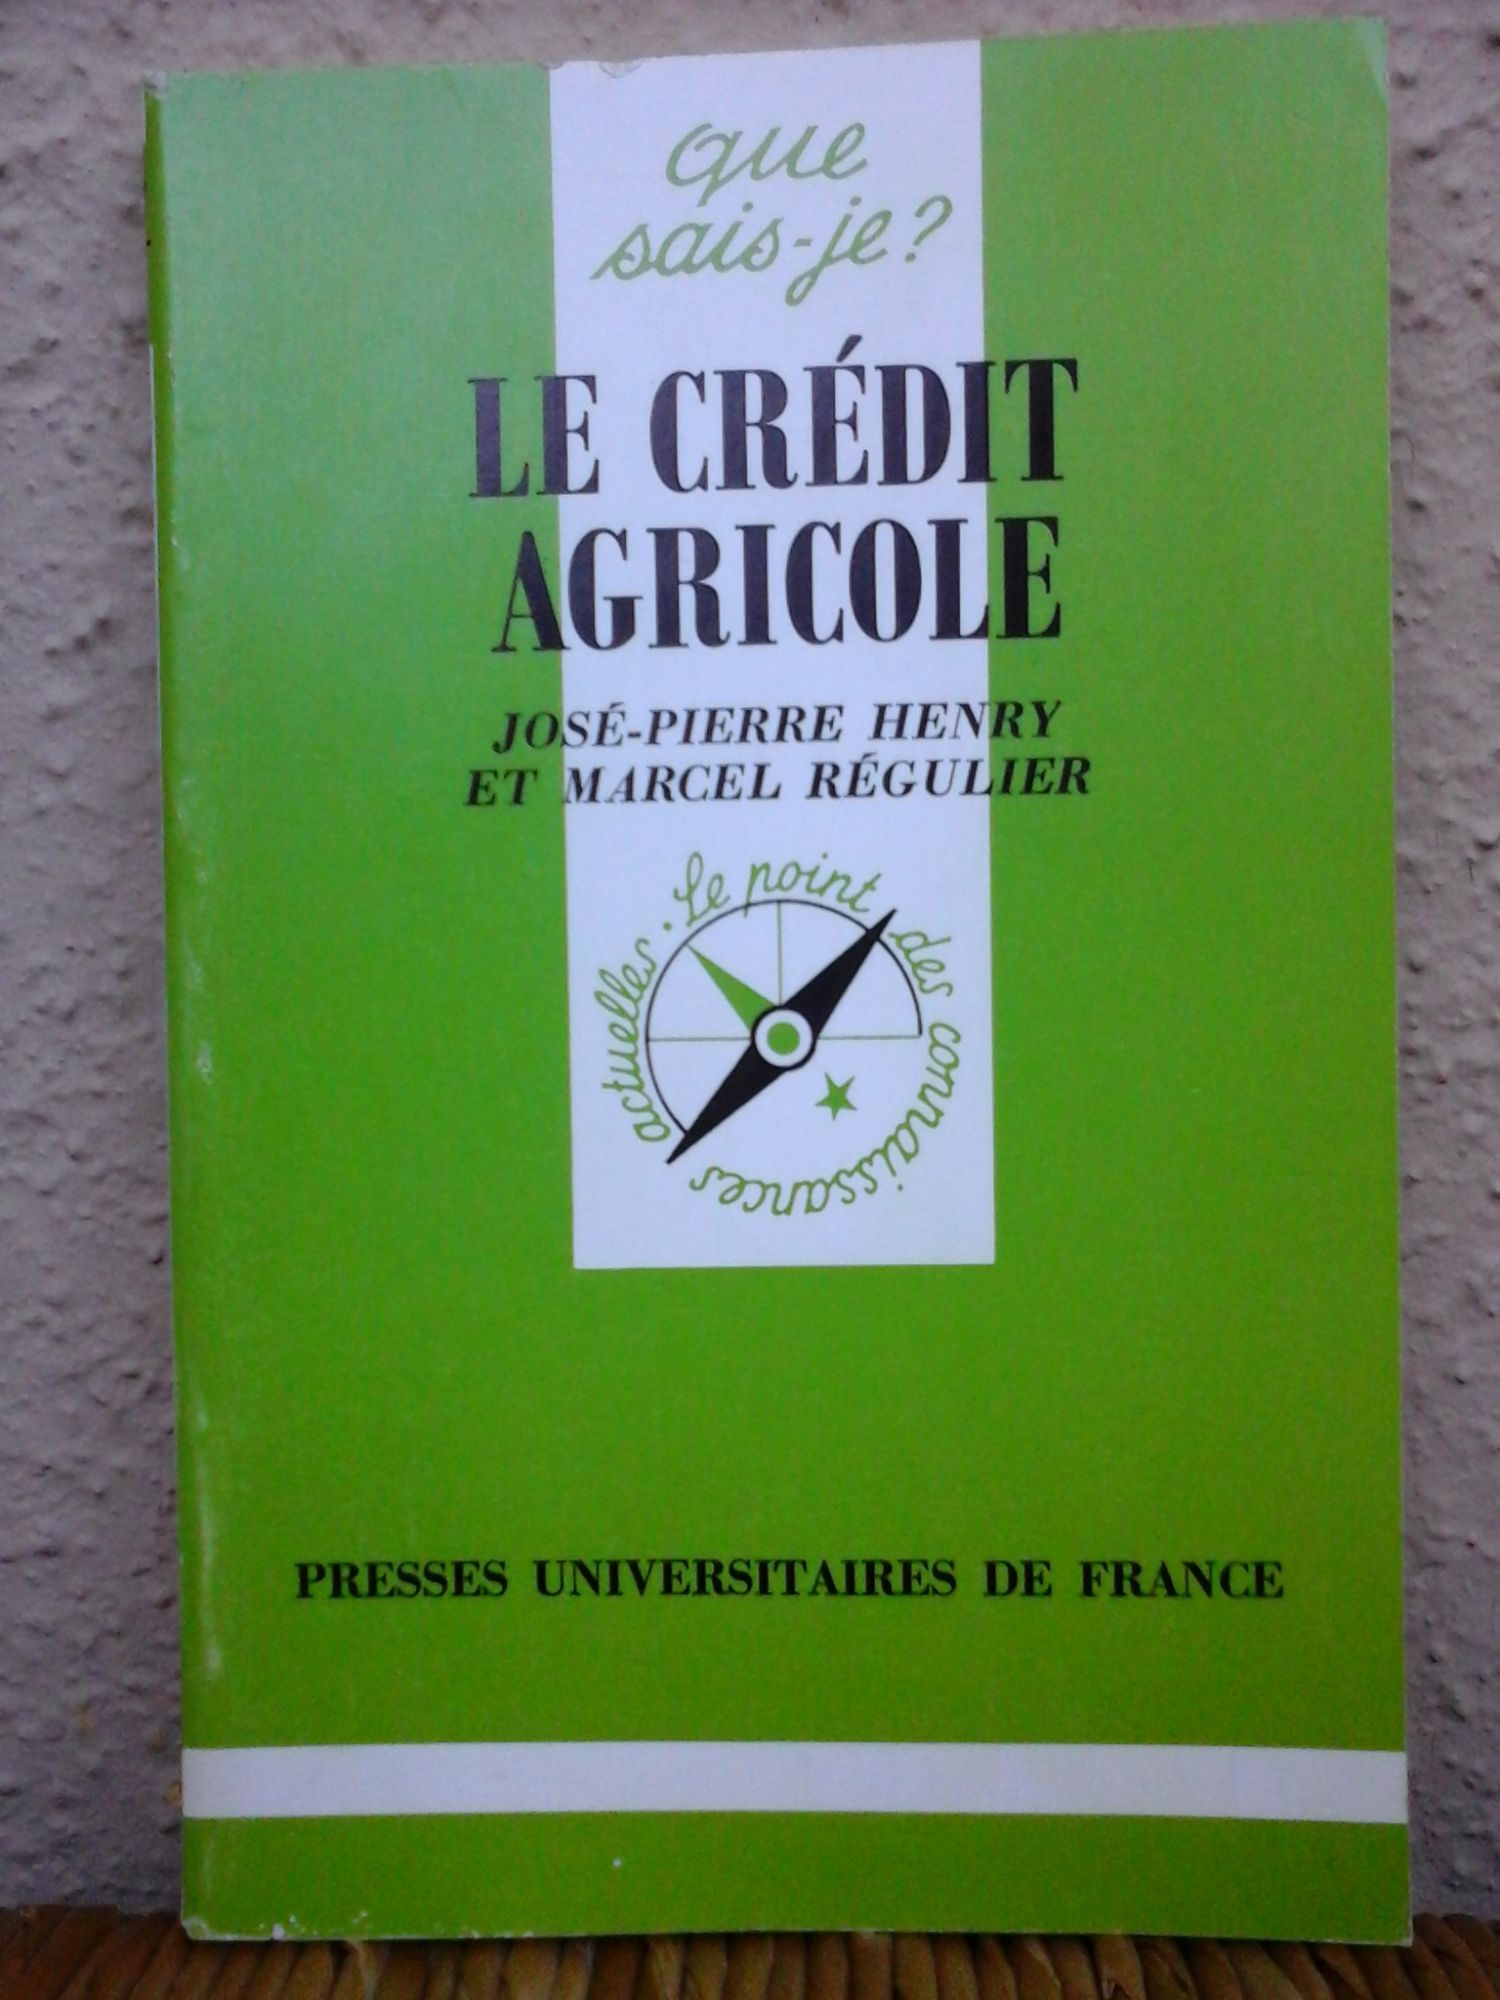 que
sais-je?
LE CRÉDIT
AGRICOLE
JOSÉ-PIERRE HENRY
ET MARCEL RÉGULIER
Le point des connaissances actuelles.
PRESSES UNIVERSITAIRES DE FRANCE